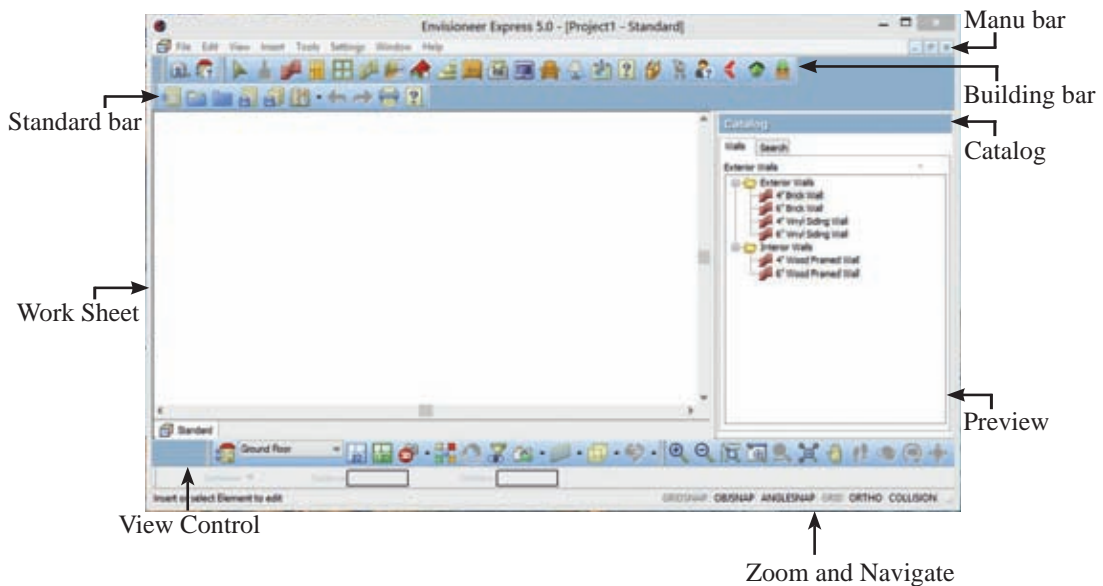 Envisioneer Express 5.0 - [Project1 - Standard]
Manu bar
File Edit View Insert Tools Settings Window Help
Building bar
Standard bar
Catalog
Catalog
Walls Search
Exterior Walls
Exterior Walls
4" Brick Wall
6" Brick Wall
4" Vinyl Siding Wall
6" Vinyl Siding Wall
Interior Walls
4" Wood Framed Wall
6" Wood Framed Wall
Work Sheet
Preview
Standard
Ground Floor
Insert or select Element to edit
GRIDSNAP OBJSNAP ANGLESNAP GRID ORTHO COLLISION
View Control
Zoom and Navigate